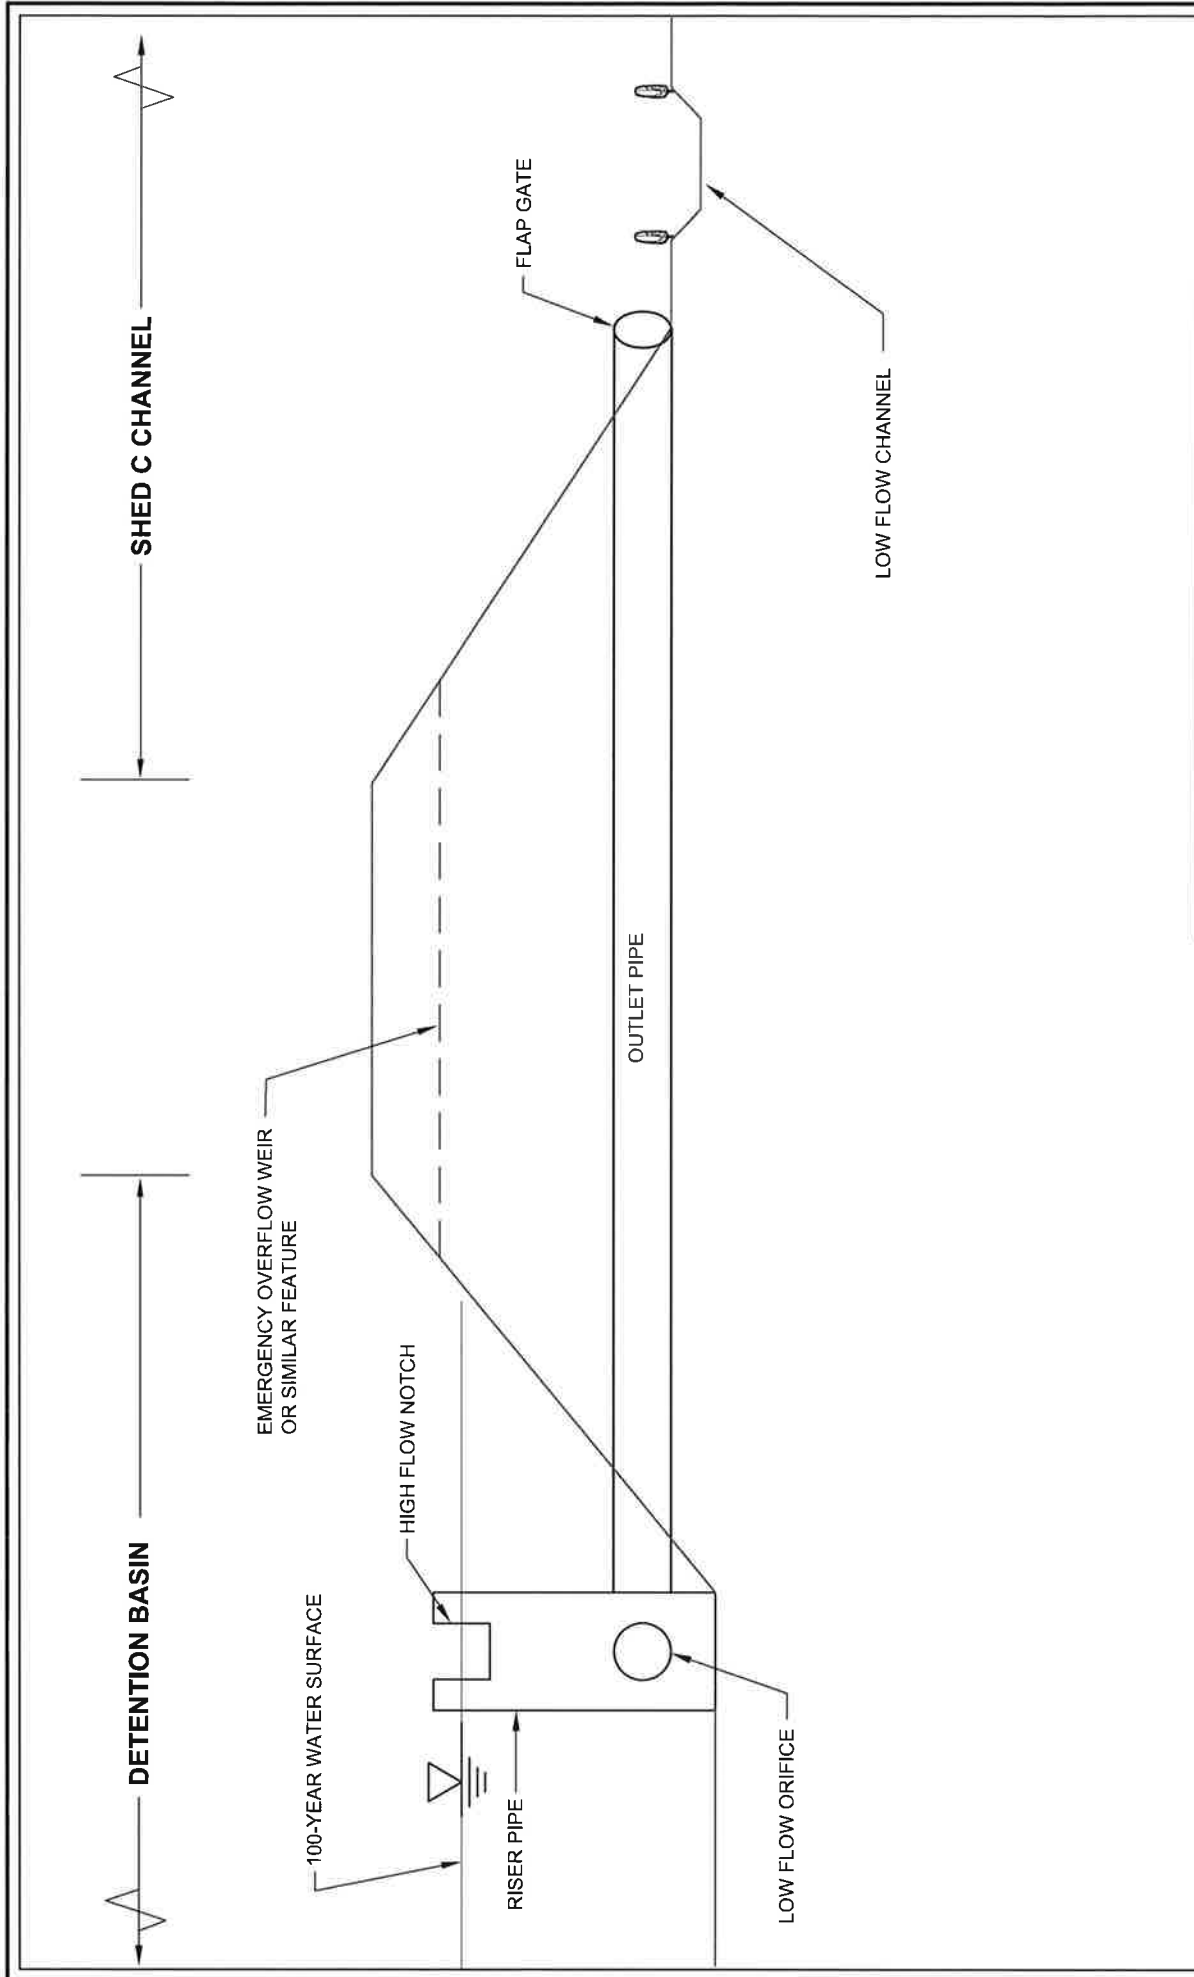 DETENTION BASIN
SHED C CHANNEL
EMERGENCY OVERFLOW WEIR
OR SIMILAR FEATURE
100-YEAR WATER SURFACE
HIGH FLOW NOTCH
FLAP GATE
RISER PIPE
OUTLET PIPE
LOW FLOW ORIFICE
LOW FLOW CHANNEL